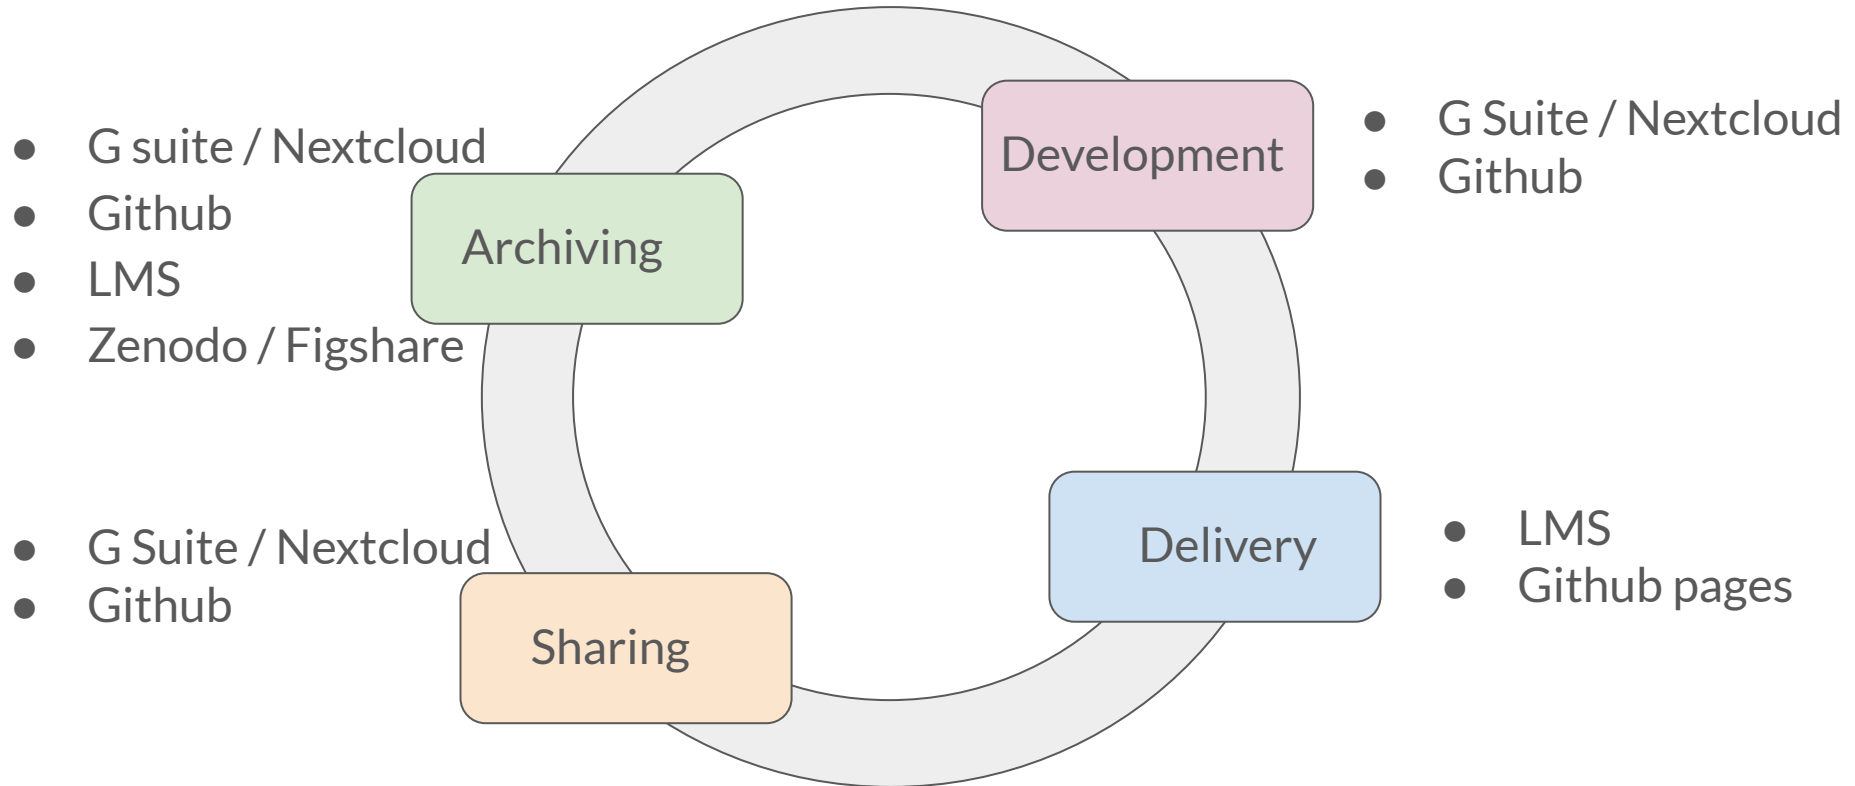 Development
● G Suite / Nextcloud
● Github
Delivery
● LMS
● Github pages
Sharing
● G Suite / Nextcloud
● Github
Archiving
● G suite / Nextcloud
● Github
● LMS
● Zenodo / Figshare